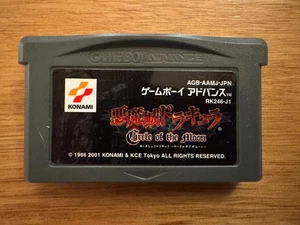 GAME BOY ADVANCE
AGB-AAMJ-JPN
ゲームボーイ アドバンス™
RK246-J1
KONAMI
悪魔城ドラキュラ
Circle of the Moon
© 1986 2001 KONAMI & KCE Tokyo ALL RIGHTS RESERVED.